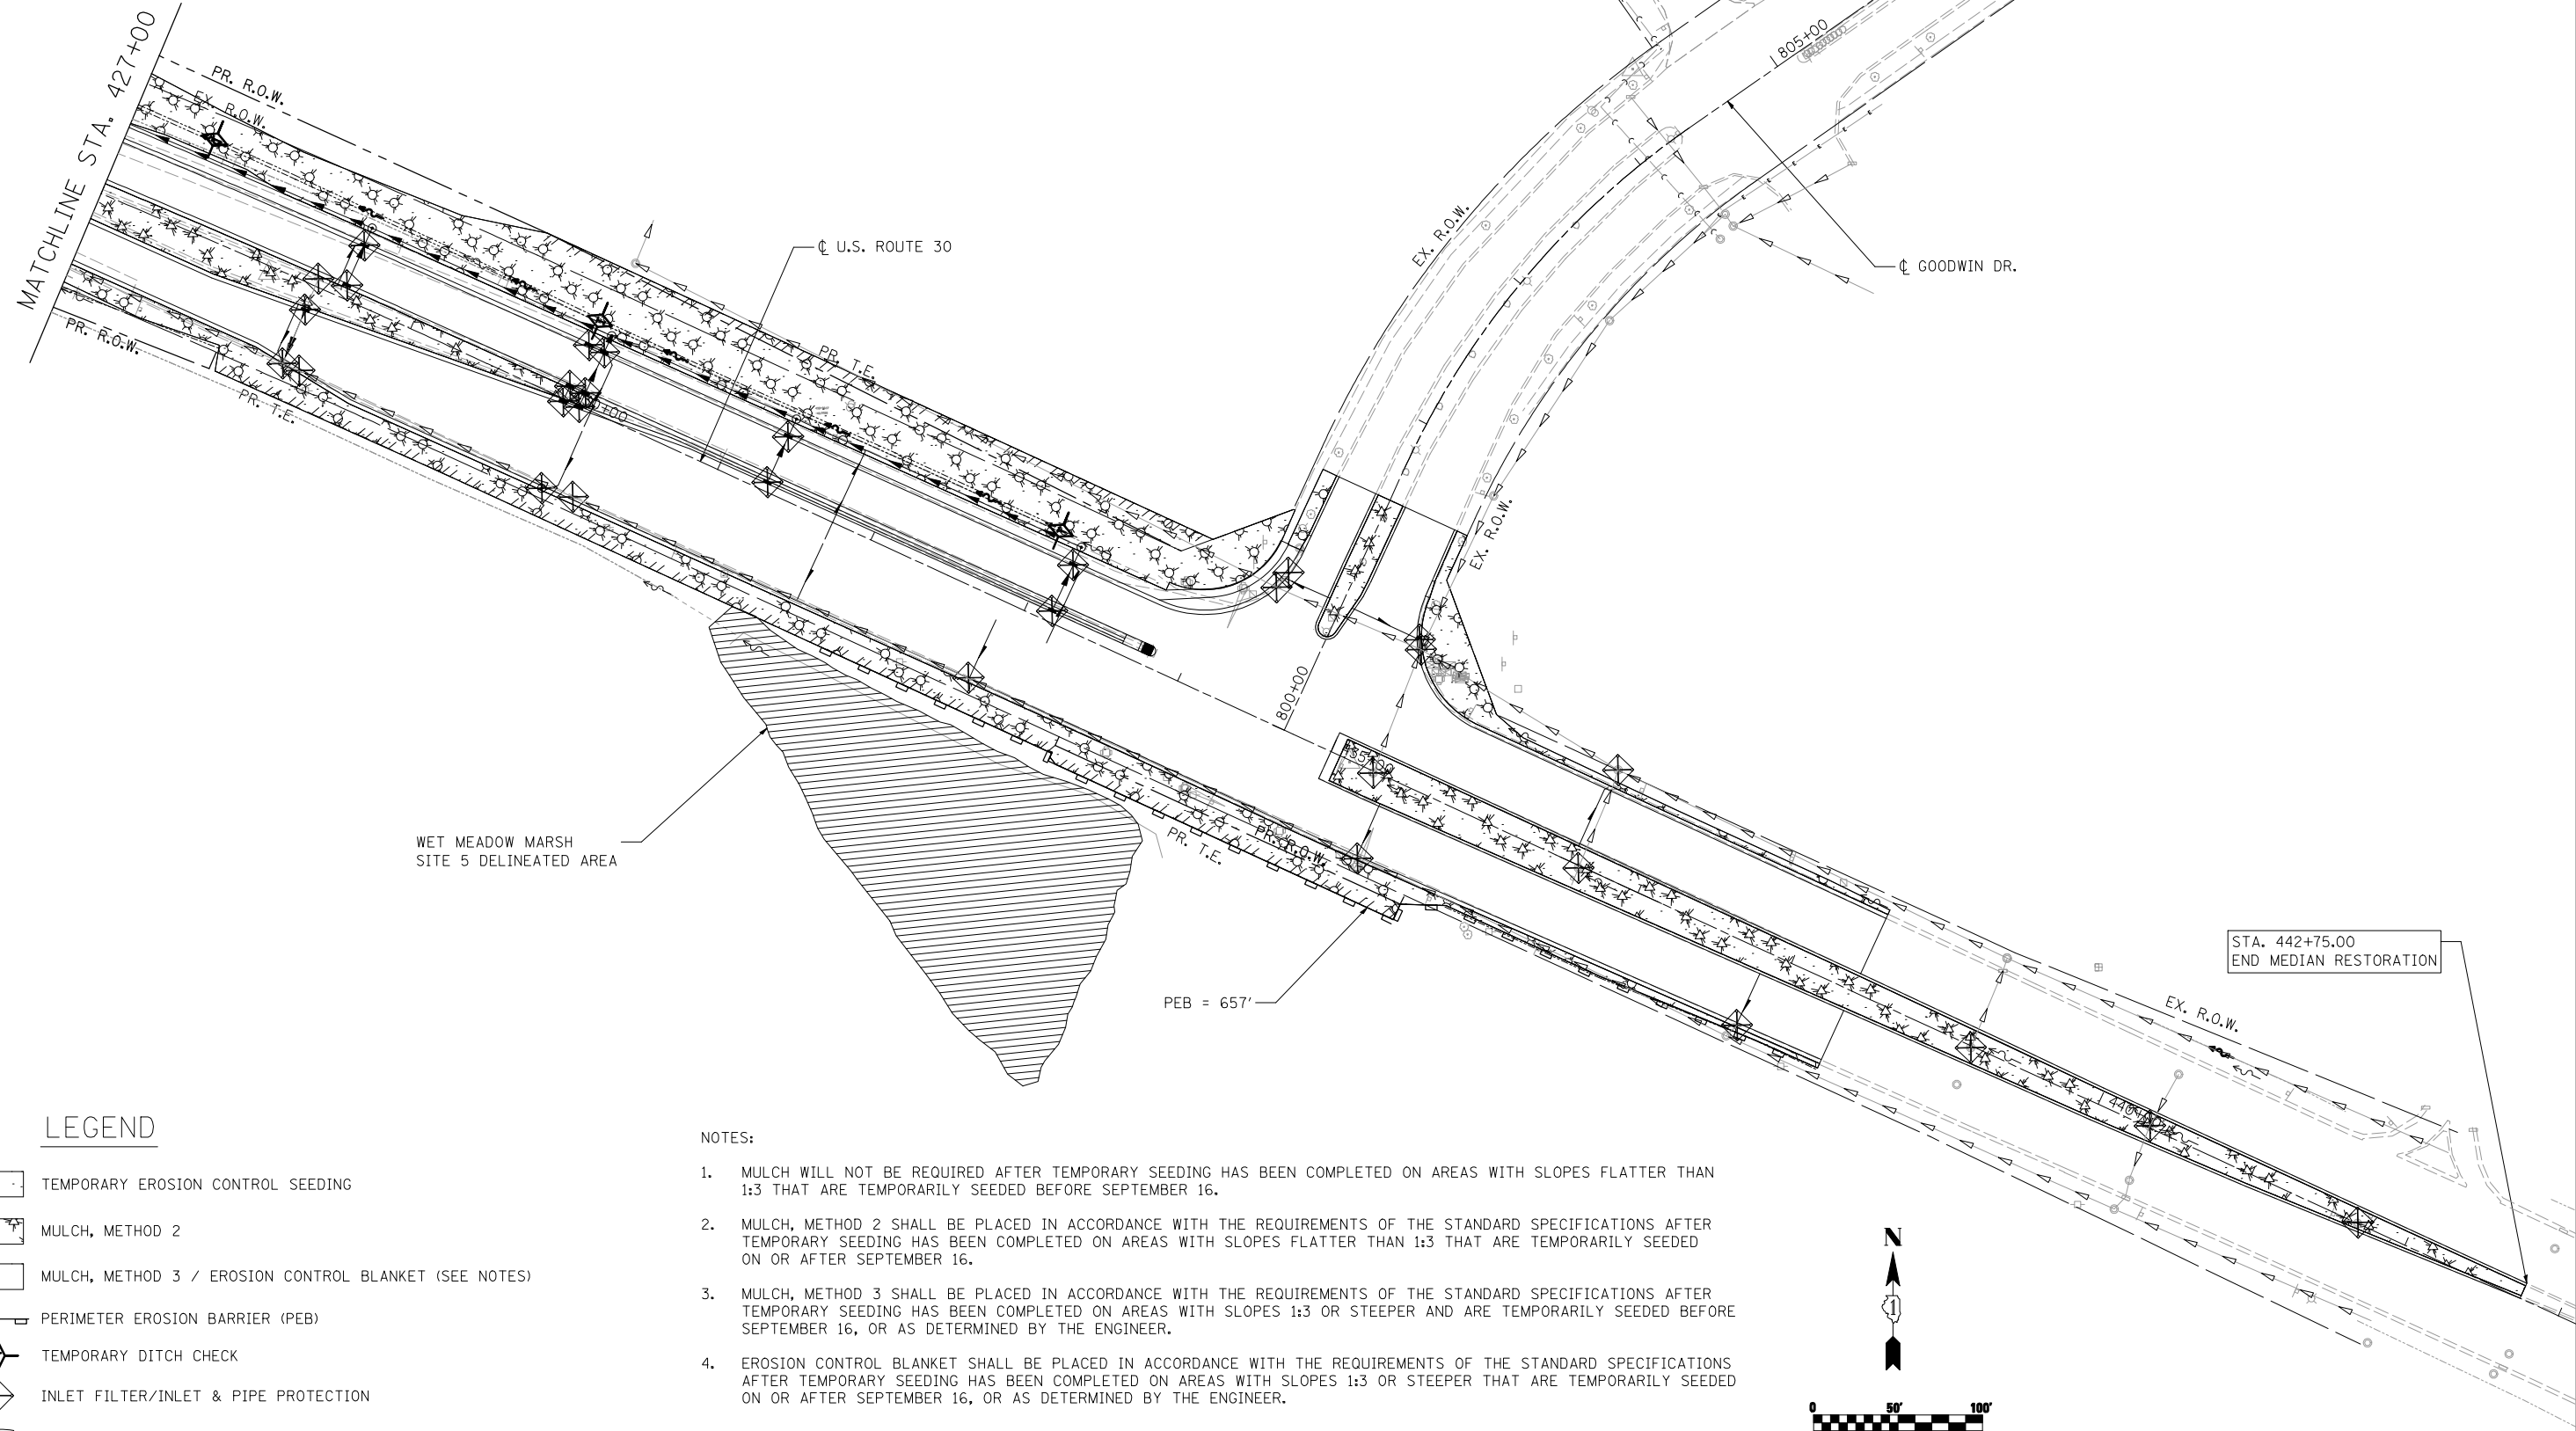 MATCHLINE STA. 427+00
PR. R.O.W.
EX. R.O.W.
PR. R.O.W.
PR. T.E.
℄ U.S. ROUTE 30
PR. T.E.
EX. R.O.W.
805+00
℄ GOODWIN DR.
EX. R.O.W.
800+00
WET MEADOW MARSH
SITE 5 DELINEATED AREA
PR. R.O.W.
PR. T.E.
PEB = 657'
STA. 442+75.00
END MEDIAN RESTORATION
EX. R.O.W.
LEGEND
TEMPORARY EROSION CONTROL SEEDING
MULCH, METHOD 2
MULCH, METHOD 3 / EROSION CONTROL BLANKET (SEE NOTES)
PERIMETER EROSION BARRIER (PEB)
TEMPORARY DITCH CHECK
INLET FILTER/INLET & PIPE PROTECTION
NOTES:
1. MULCH WILL NOT BE REQUIRED AFTER TEMPORARY SEEDING HAS BEEN COMPLETED ON AREAS WITH SLOPES FLATTER THAN
1:3 THAT ARE TEMPORARILY SEEDED BEFORE SEPTEMBER 16.
2. MULCH, METHOD 2 SHALL BE PLACED IN ACCORDANCE WITH THE REQUIREMENTS OF THE STANDARD SPECIFICATIONS AFTER
TEMPORARY SEEDING HAS BEEN COMPLETED ON AREAS WITH SLOPES FLATTER THAN 1:3 THAT ARE TEMPORARILY SEEDED
ON OR AFTER SEPTEMBER 16.
3. MULCH, METHOD 3 SHALL BE PLACED IN ACCORDANCE WITH THE REQUIREMENTS OF THE STANDARD SPECIFICATIONS AFTER
TEMPORARY SEEDING HAS BEEN COMPLETED ON AREAS WITH SLOPES 1:3 OR STEEPER AND ARE TEMPORARILY SEEDED BEFORE
SEPTEMBER 16, OR AS DETERMINED BY THE ENGINEER.
4. EROSION CONTROL BLANKET SHALL BE PLACED IN ACCORDANCE WITH THE REQUIREMENTS OF THE STANDARD SPECIFICATIONS
AFTER TEMPORARY SEEDING HAS BEEN COMPLETED ON AREAS WITH SLOPES 1:3 OR STEEPER THAT ARE TEMPORARILY SEEDED
ON OR AFTER SEPTEMBER 16, OR AS DETERMINED BY THE ENGINEER.
N
1
0 50' 100'